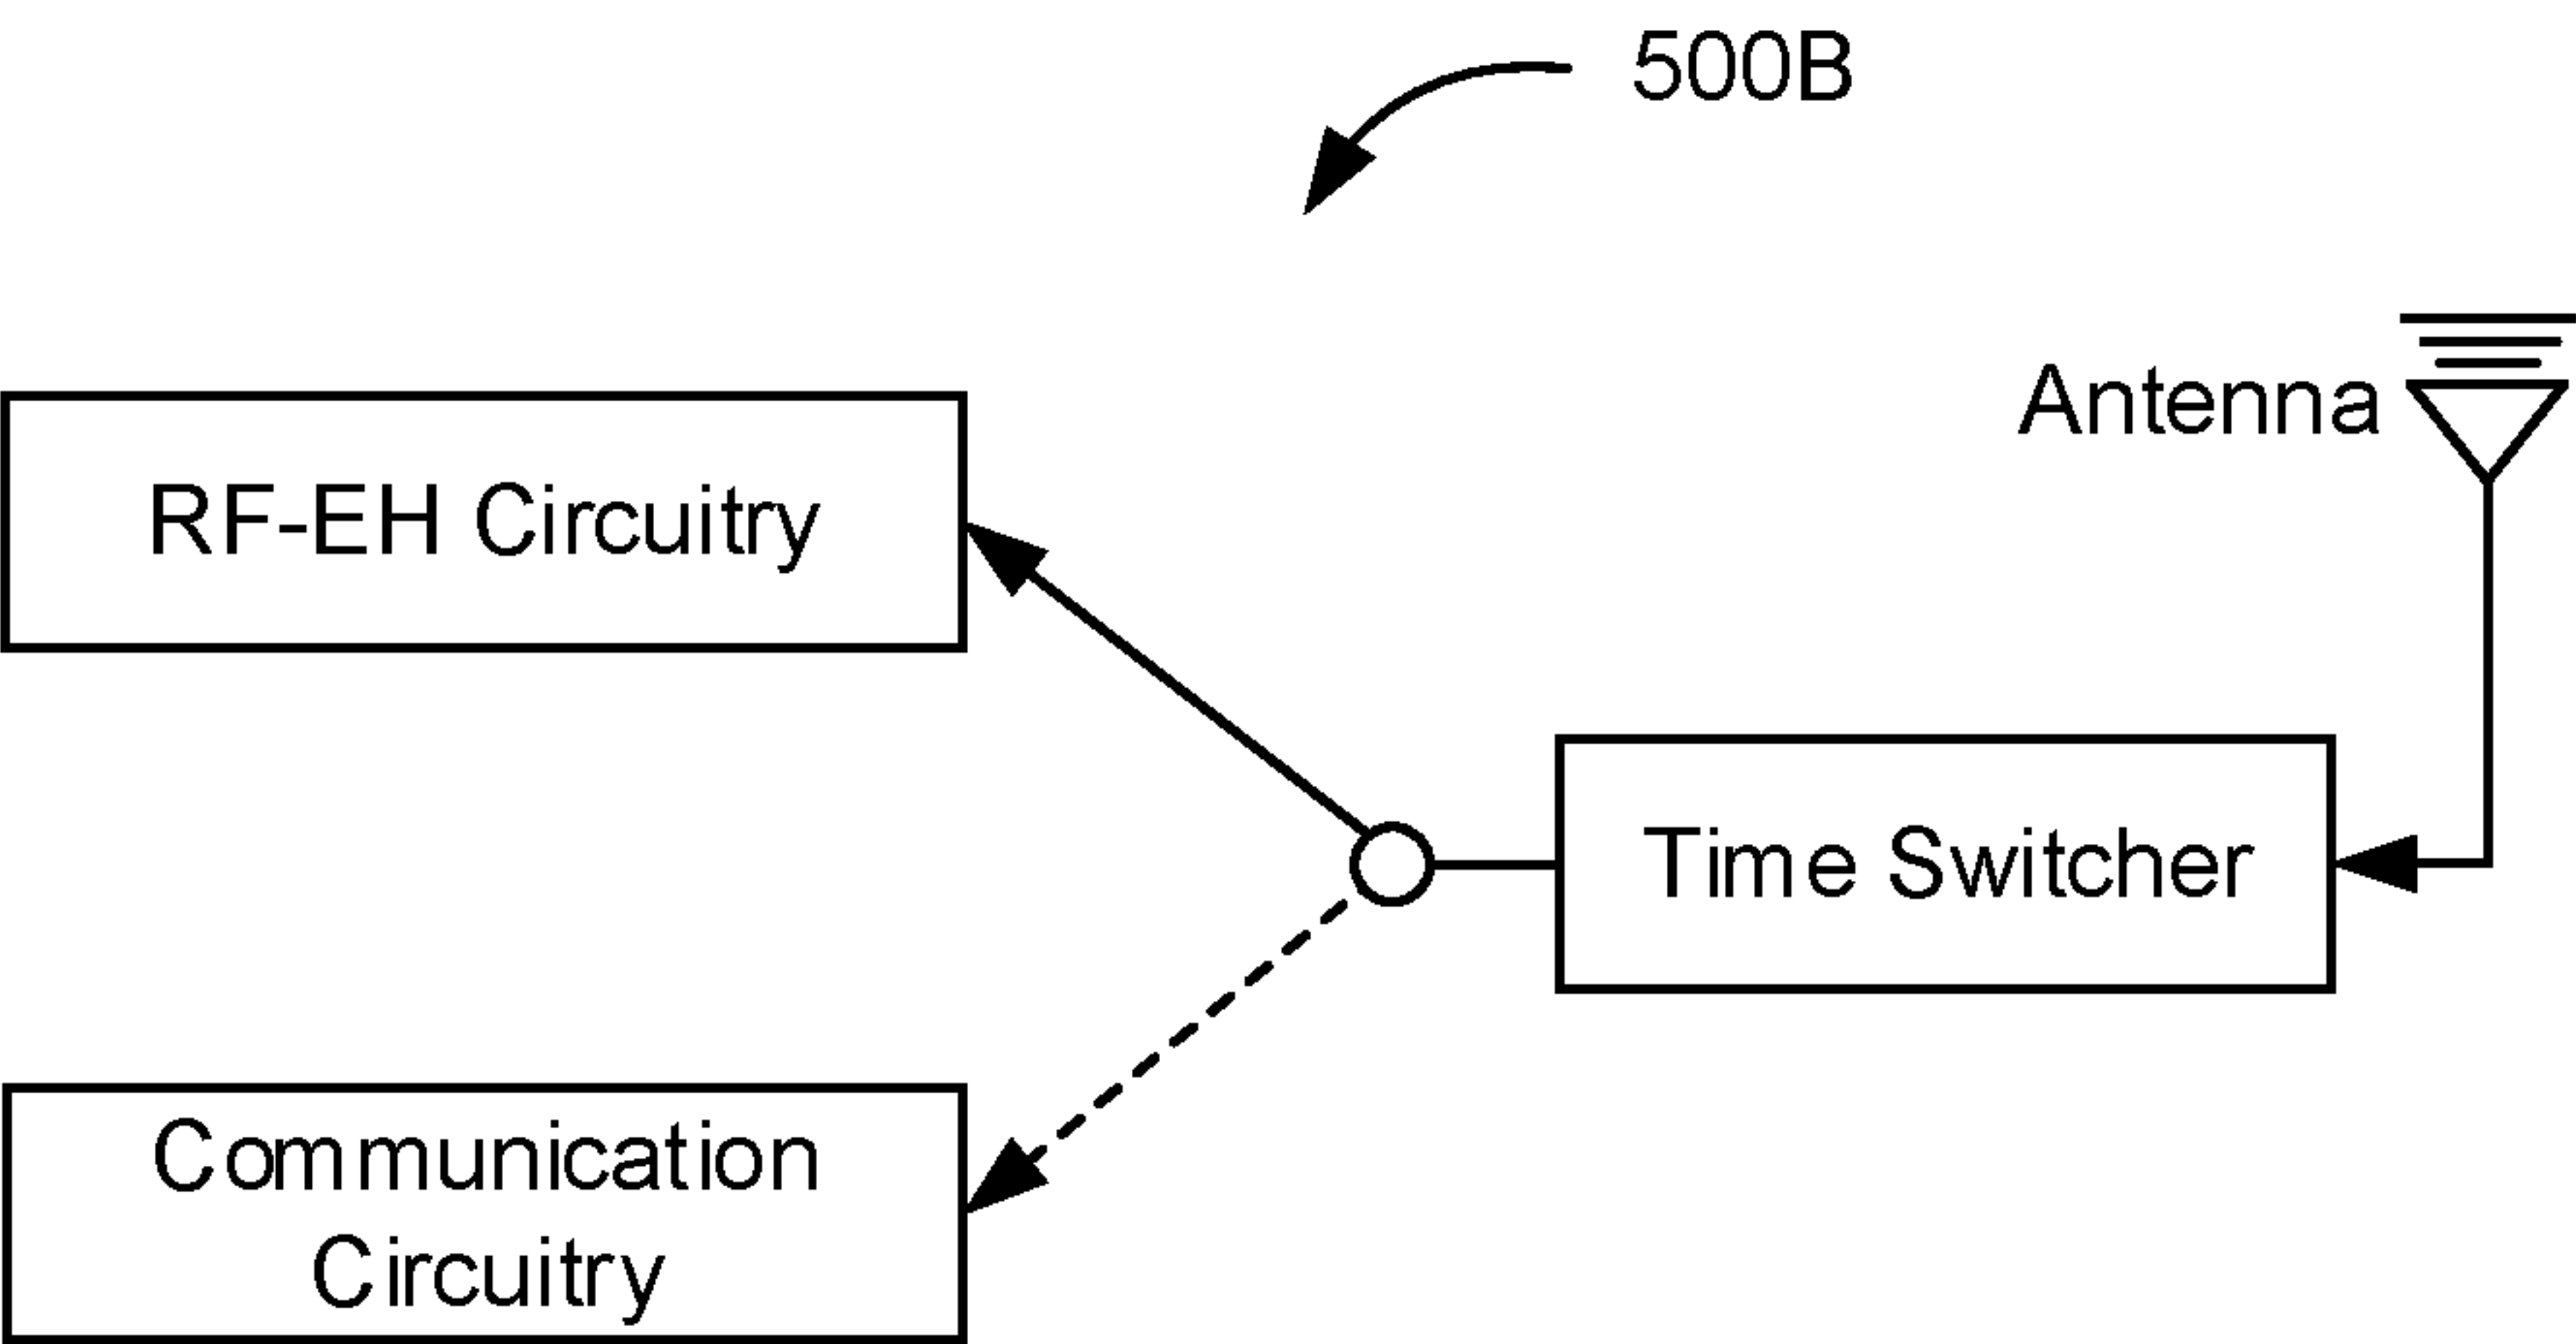 500B
Antenna
RF-EH Circuitry
Time Switcher
Communication
Circuitry